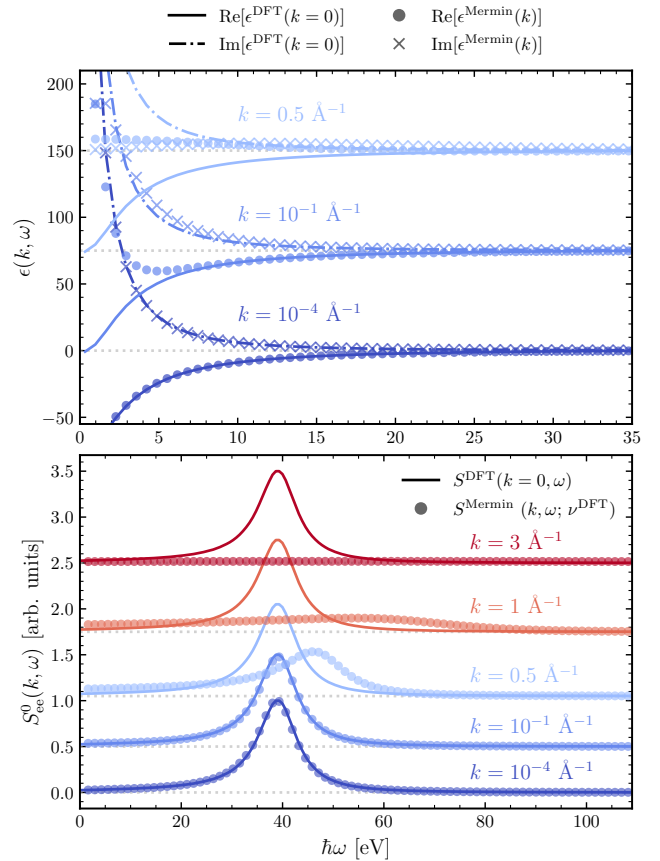 Re[ϵ^DFT(k=0)] Re[ϵ^Mermin(k)]
Im[ϵ^DFT(k=0)] Im[ϵ^Mermin(k)]
200
150
100
50
0
−50
ϵ(k, ω)
k = 0.5 Å⁻¹
k = 10⁻¹ Å⁻¹
k = 10⁻⁴ Å⁻¹
0 5 10 15 20 25 30 35
3.5
3.0
2.5
2.0
1.5
1.0
0.5
0.0
S⁰ₑₑ(k, ω) [arb. units]
S^DFT(k=0, ω)
S^Mermin (k, ω; ν^DFT)
k = 3 Å⁻¹
k = 1 Å⁻¹
k = 0.5 Å⁻¹
k = 10⁻¹ Å⁻¹
k = 10⁻⁴ Å⁻¹
0 20 40 60 80 100
ℏω [eV]